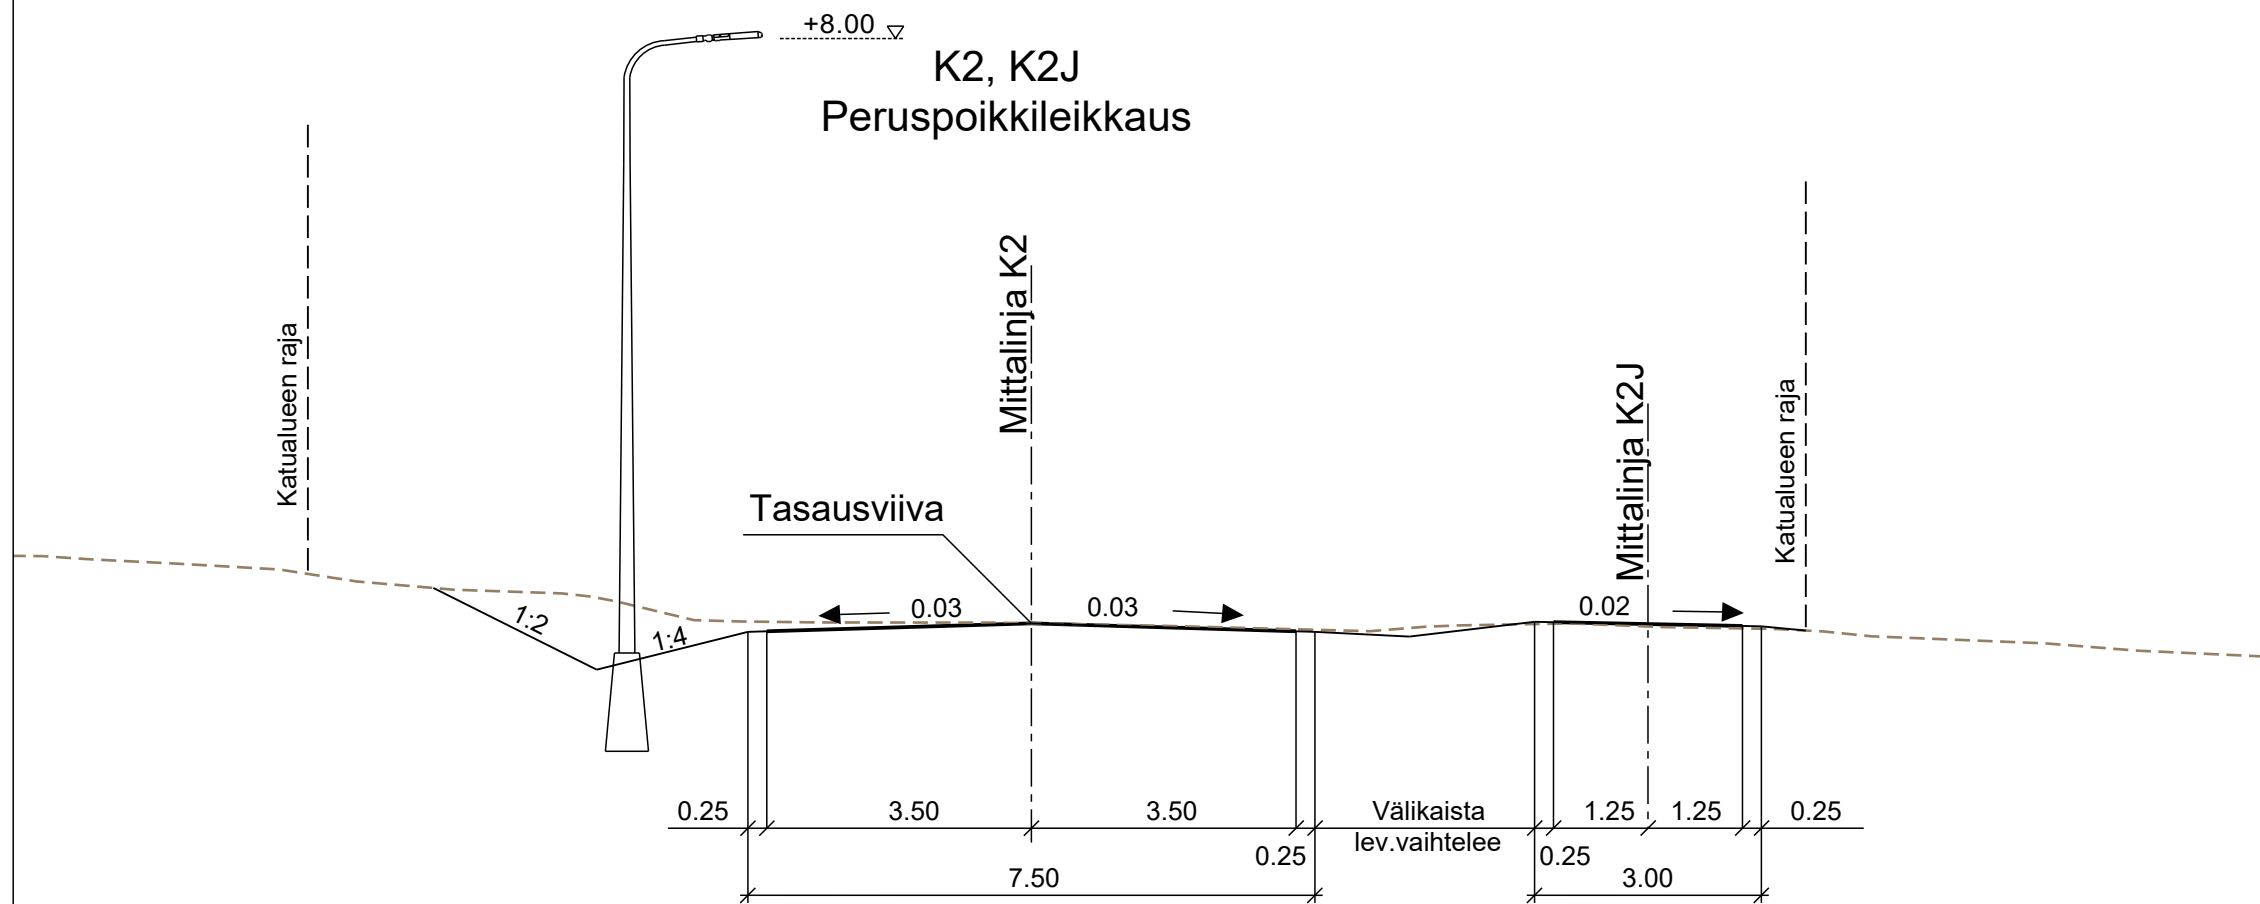 +8.00
K2, K2J
Peruspoikkileikkaus
Katualueen raja
Mittalinja K2
Mittalinja K2J
Katualueen raja
Tasausviiva
1:2
1:4
0.03
0.03
0.02
0.25
3.50
3.50
Välikaista
1.25
1.25
0.25
lev.vaihtelee
0.25
0.25
7.50
3.00